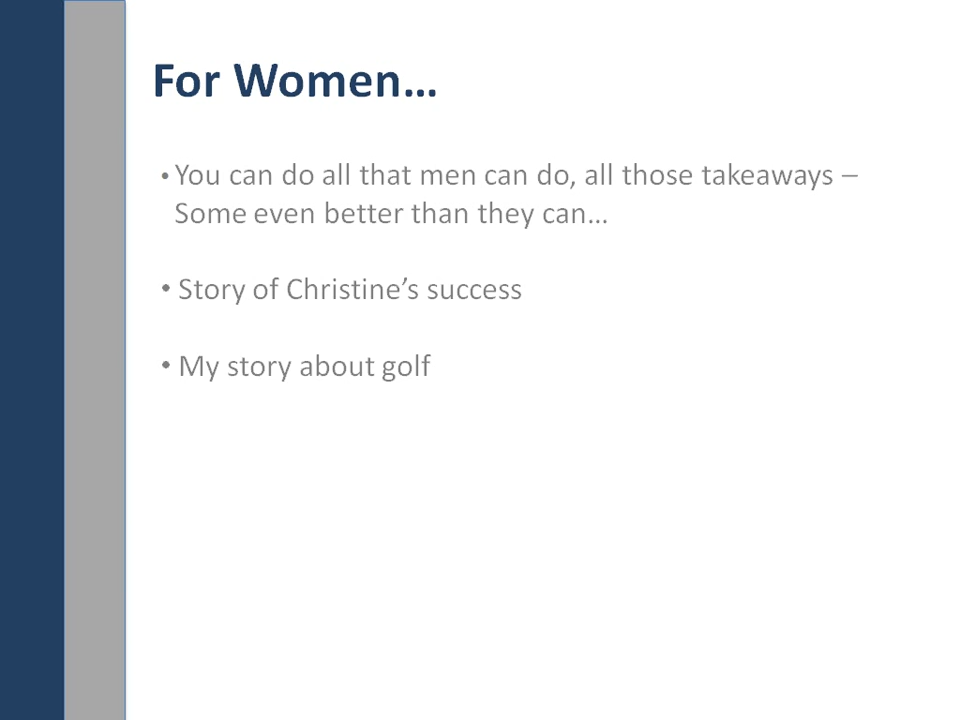 For Women…
• You can do all that men can do, all those takeaways –
Some even better than they can…
• Story of Christine’s success
• My story about golf